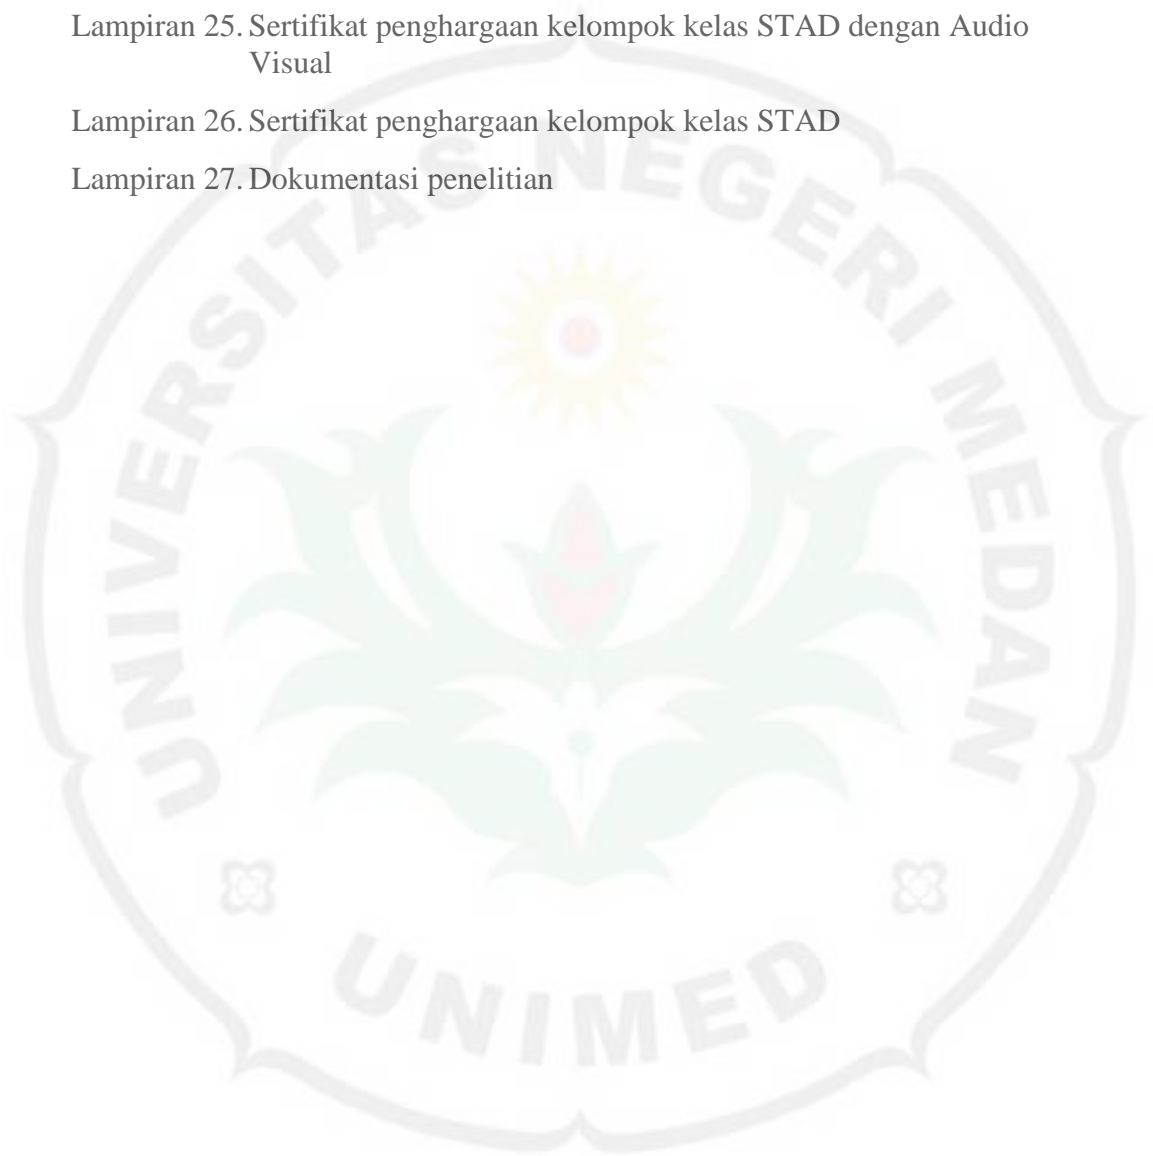 Lampiran 25. Sertifikat penghargaan kelompok kelas STAD dengan Audio
Visual
Lampiran 26. Sertifikat penghargaan kelompok kelas STAD
Lampiran 27. Dokumentasi penelitian
UNIVERSITAS NEGERI MEDAN
UNIMED